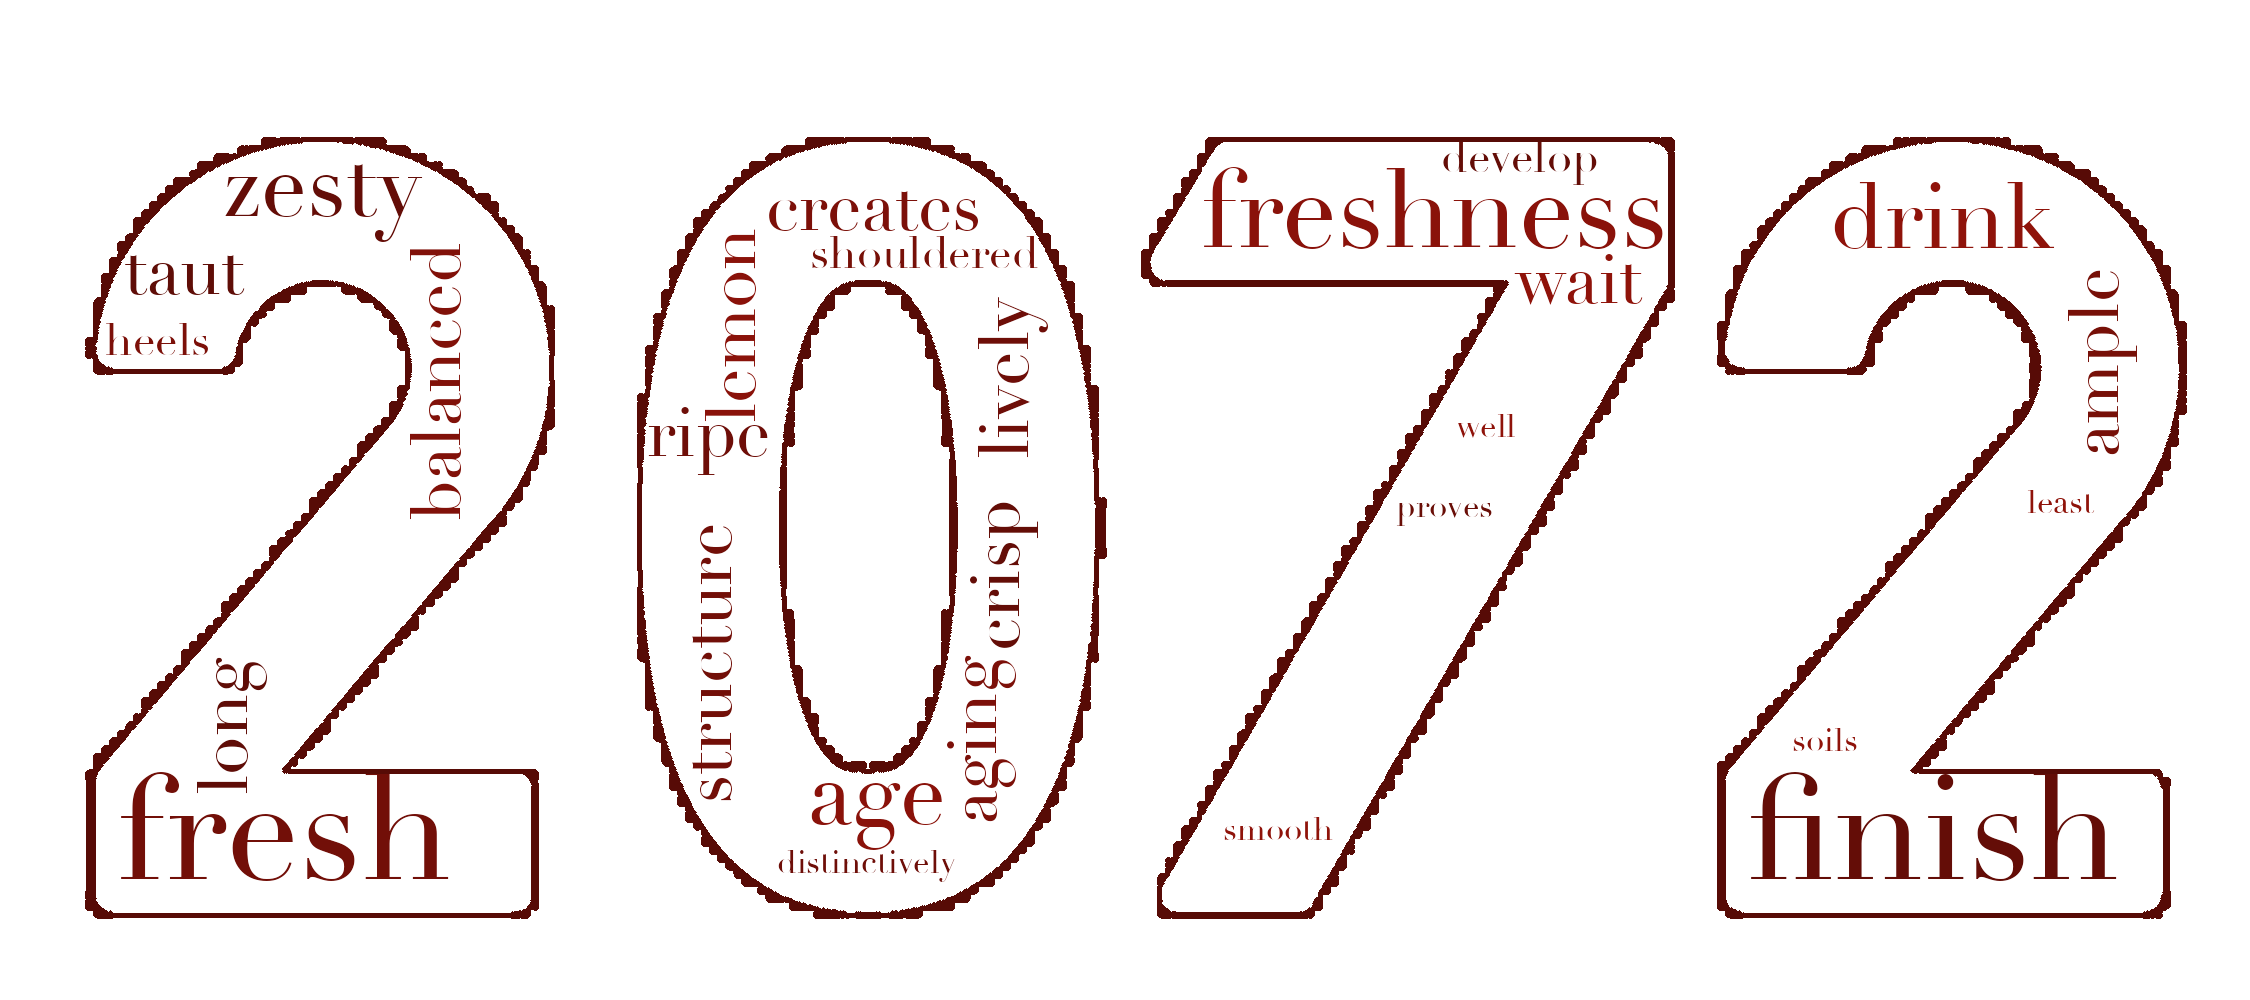 2072
zesty
taut
heels
balanced
long
fresh
creates
shouldered
lemon
ripe
lively
structure
crisp
aging
age
distinctively
develop
freshness
wait
well
proves
smooth
drink
ample
least
soils
finish